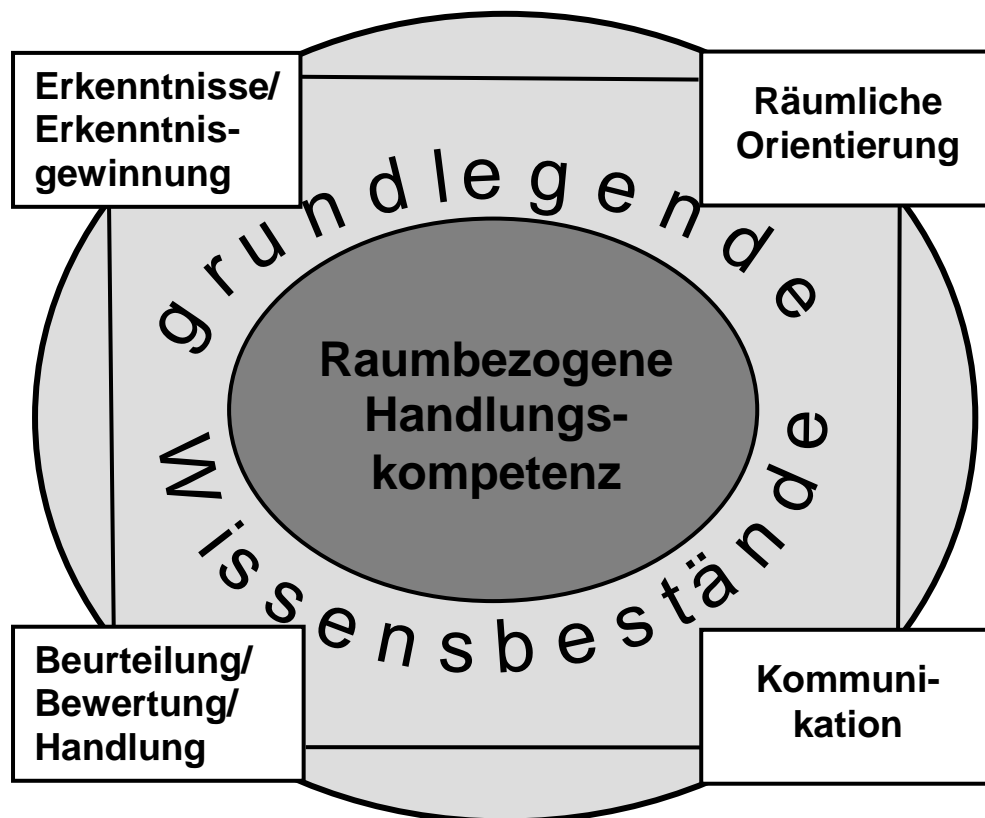 Erkenntnisse/
Erkenntnis-
gewinnung
Räumliche
Orientierung
grundlegende
Raumbezogene
Handlungs-
kompetenz
Wissensbestände
Beurteilung/
Bewertung/
Handlung
Kommuni-
kation